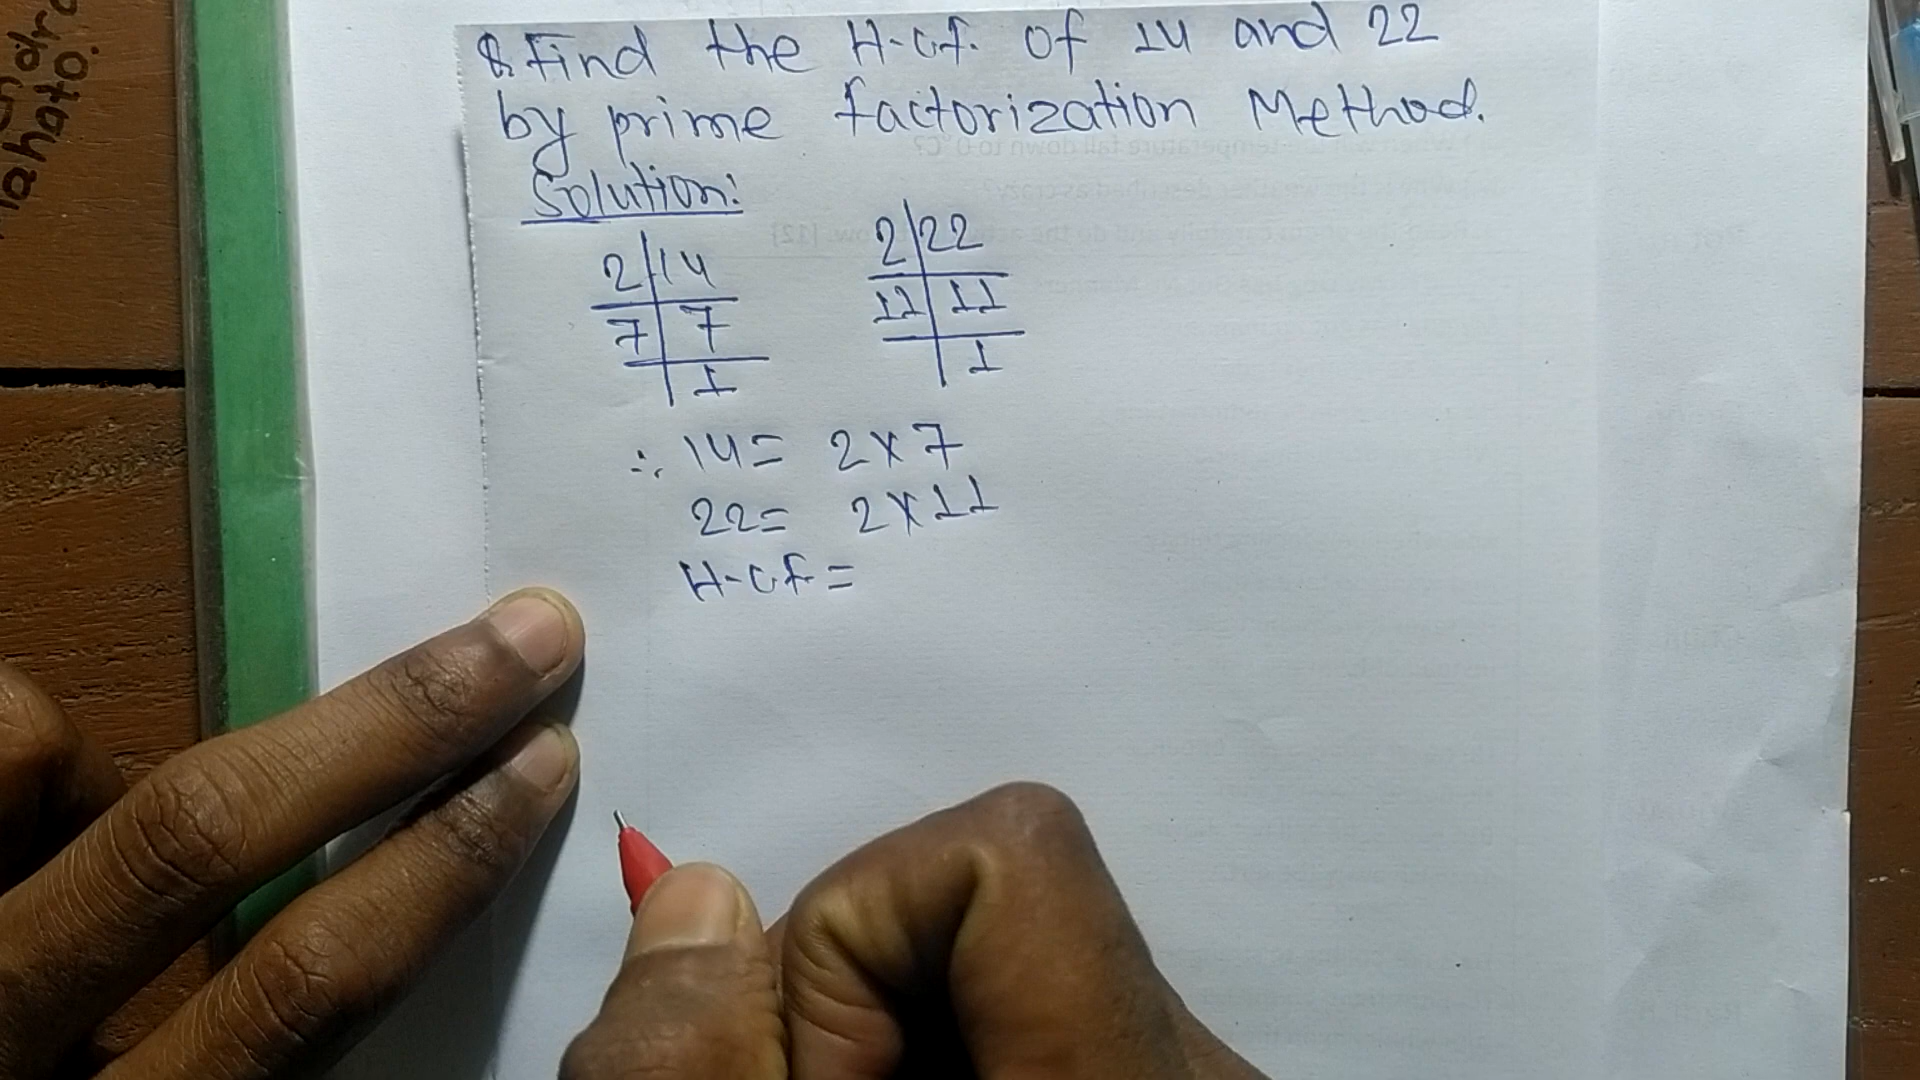 Q. Find the H.C.F. of 14 and 22
by prime factorization Method.
Solution:
2 | 14
7 | 7
1
2 | 22
11 | 11
1
∴ 14 = 2 × 7
22 = 2 × 11
H.C.F. =
mahato.